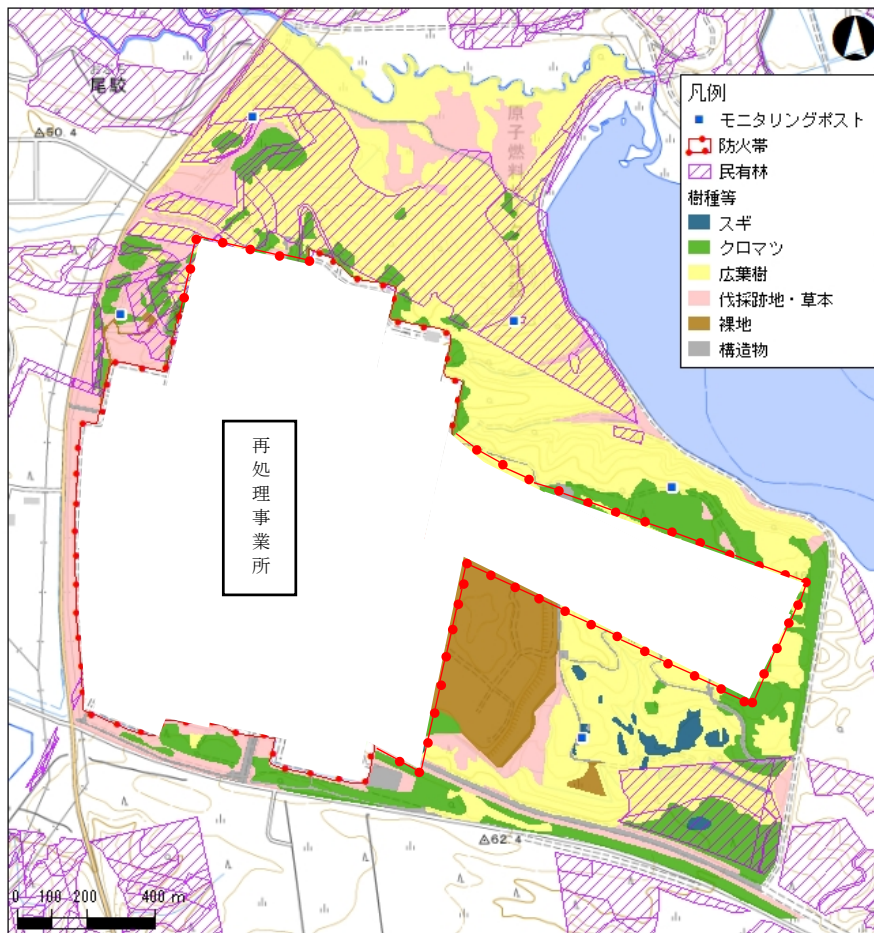 おぶち
尾駮
△50.4
原子燃料
凡例
モニタリングポスト
防火帯
民有林
樹種等
スギ
クロマツ
広葉樹
伐採跡地・草本
裸地
構造物
再処理事業所
△62.4
0 100 200 400 m